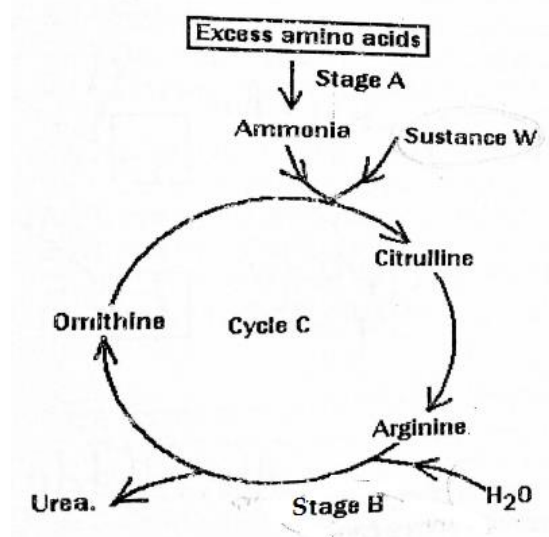 Excess amino acids
Stage A
Ammonia
Sustance W
Citrulline
Ornithine
Cycle C
Arginine
H₂O
Urea.
Stage B